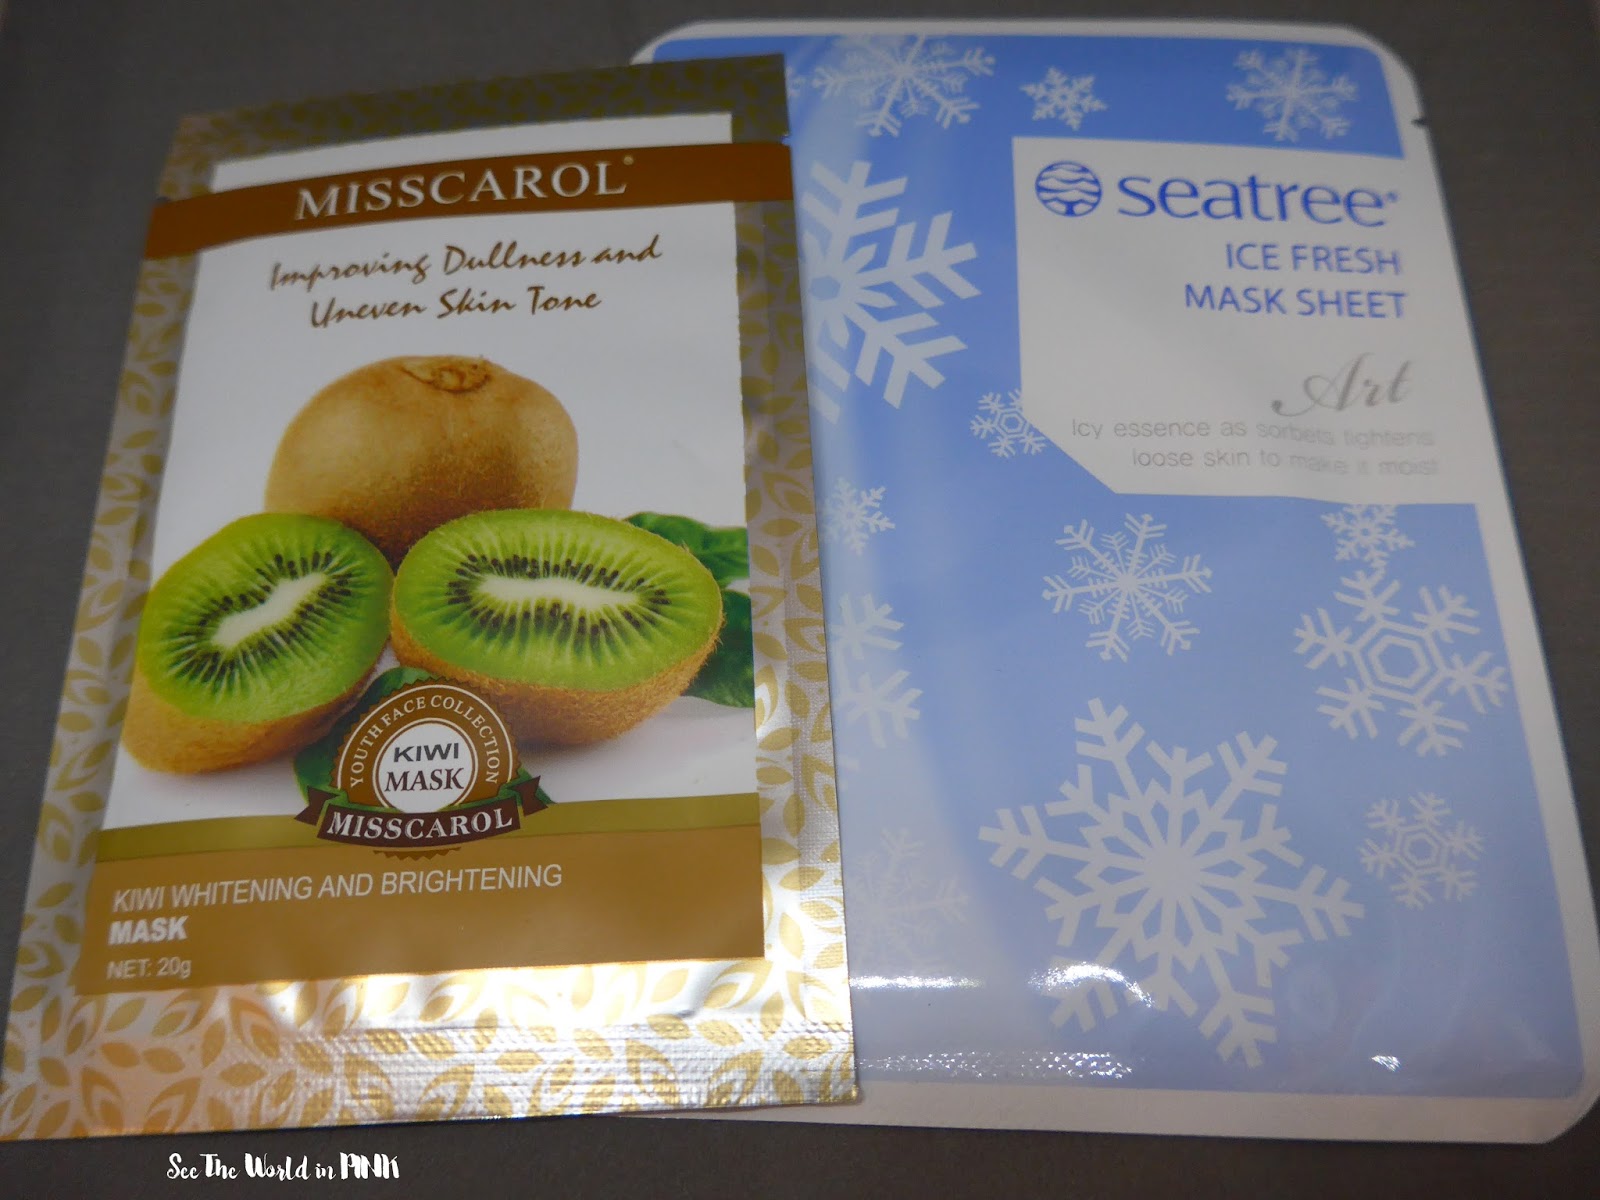 MISSCAROL®
Improving Dullness and
Uneven Skin Tone
YOUTH FACE COLLECTION
KIWI
MASK
MISSCAROL
KIWI WHITENING AND BRIGHTENING
MASK
NET: 20g
seatree®
ICE FRESH
MASK SHEET
Art
Icy essence as sorbets tightens
loose skin to make it moist
See The World in PINK